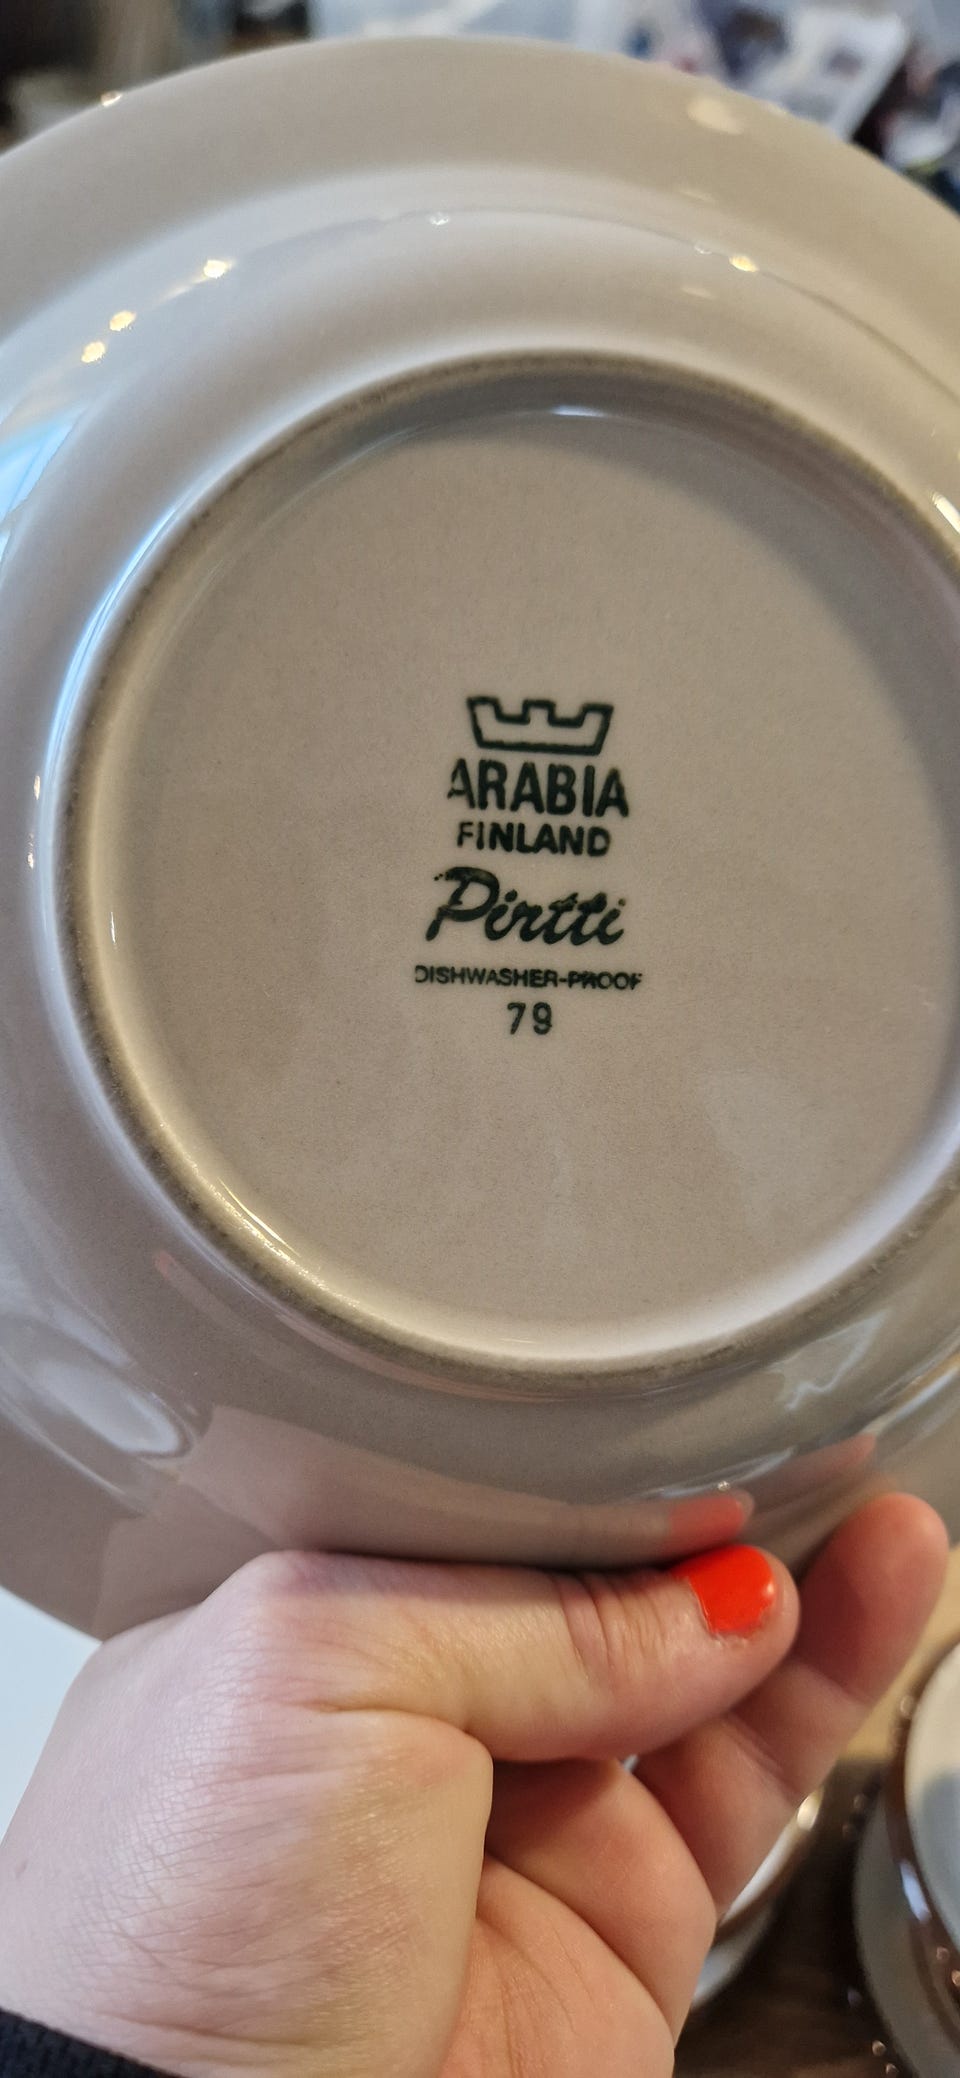 ARABIA
FINLAND
Pirtti
DISHWASHER-PROOF
79